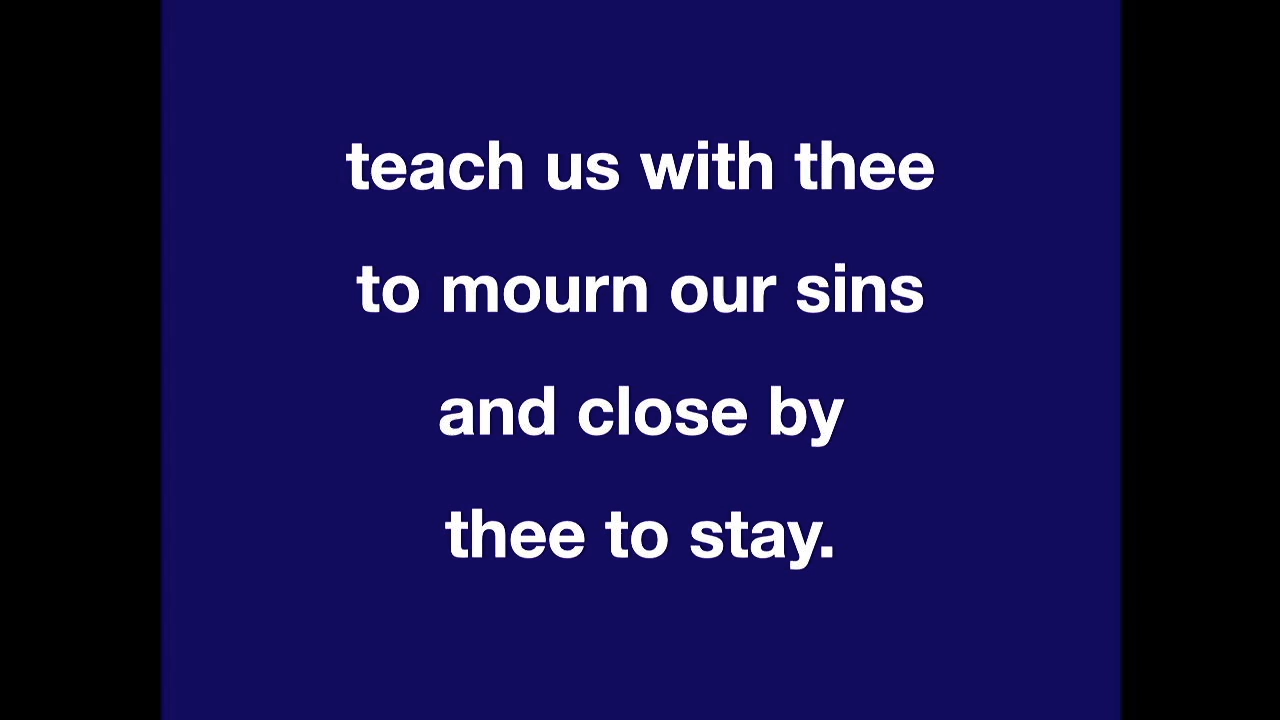 teach us with thee
to mourn our sins
and close by
thee to stay.